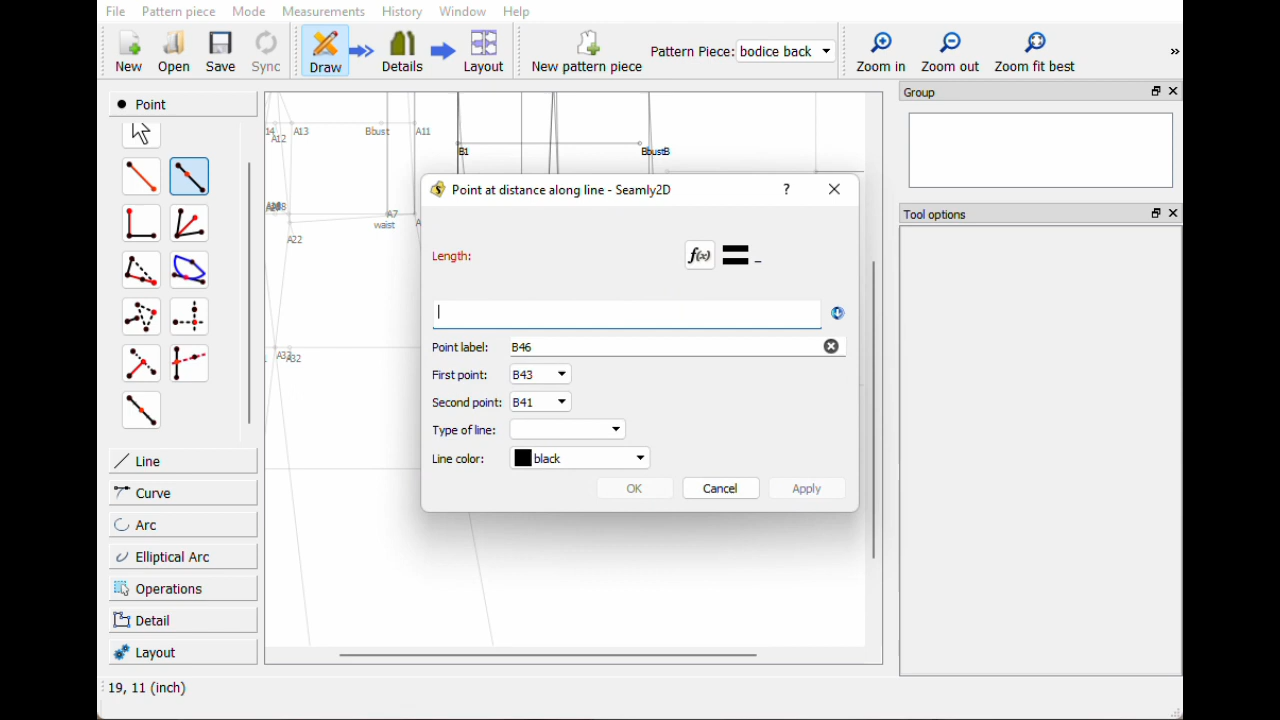 File Pattern piece Mode Measurements History Window Help
New Open Save Sync Draw Details Layout New pattern piece Pattern Piece: bodice back Zoom in Zoom out Zoom fit best »
Point
Line
Curve
Arc
Elliptical Arc
Operations
Detail
Layout
14 A12 A13 Bbust A11
B1 BbustB
A7
waist
A22
A32
Point at distance along line - Seamly2D ?
Length: f(x) _
Point label: B46
First point: B43
Second point: B41
Type of line:
Line color: black
OK Cancel Apply
Group
Tool options
19, 11 (inch)